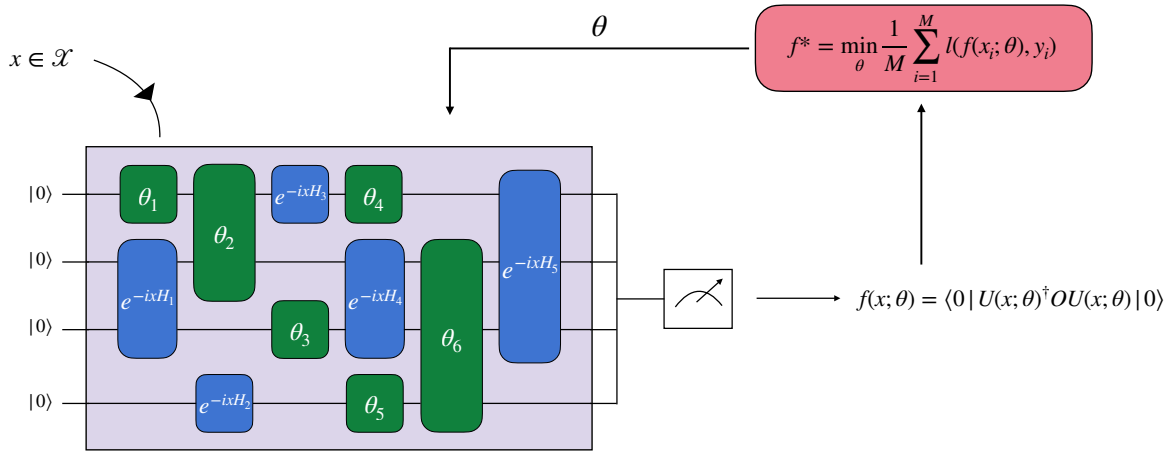 θ
f* = min_θ 1/M ∑_{i=1}^{M} l(f(x_i; θ), y_i)
x ∈ 𝒳
|0⟩
θ_1
θ_2
e^{−ixH_3}
θ_4
|0⟩
e^{−ixH_1}
e^{−ixH_4}
e^{−ixH_5}
f(x; θ) = ⟨0|U(x; θ)^†OU(x; θ)|0⟩
|0⟩
θ_3
θ_6
|0⟩
e^{−ixH_2}
θ_5